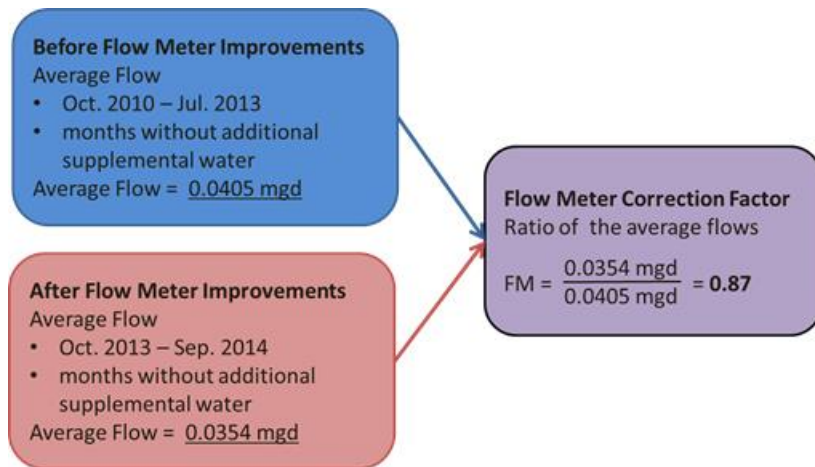 Before Flow Meter Improvements
Average Flow
• Oct. 2010 – Jul. 2013
• months without additional
supplemental water
Average Flow = 0.0405 mgd
After Flow Meter Improvements
Average Flow
• Oct. 2013 – Sep. 2014
• months without additional
supplemental water
Average Flow = 0.0354 mgd
Flow Meter Correction Factor
Ratio of the average flows
0.0354 mgd
FM = = 0.87
0.0405 mgd